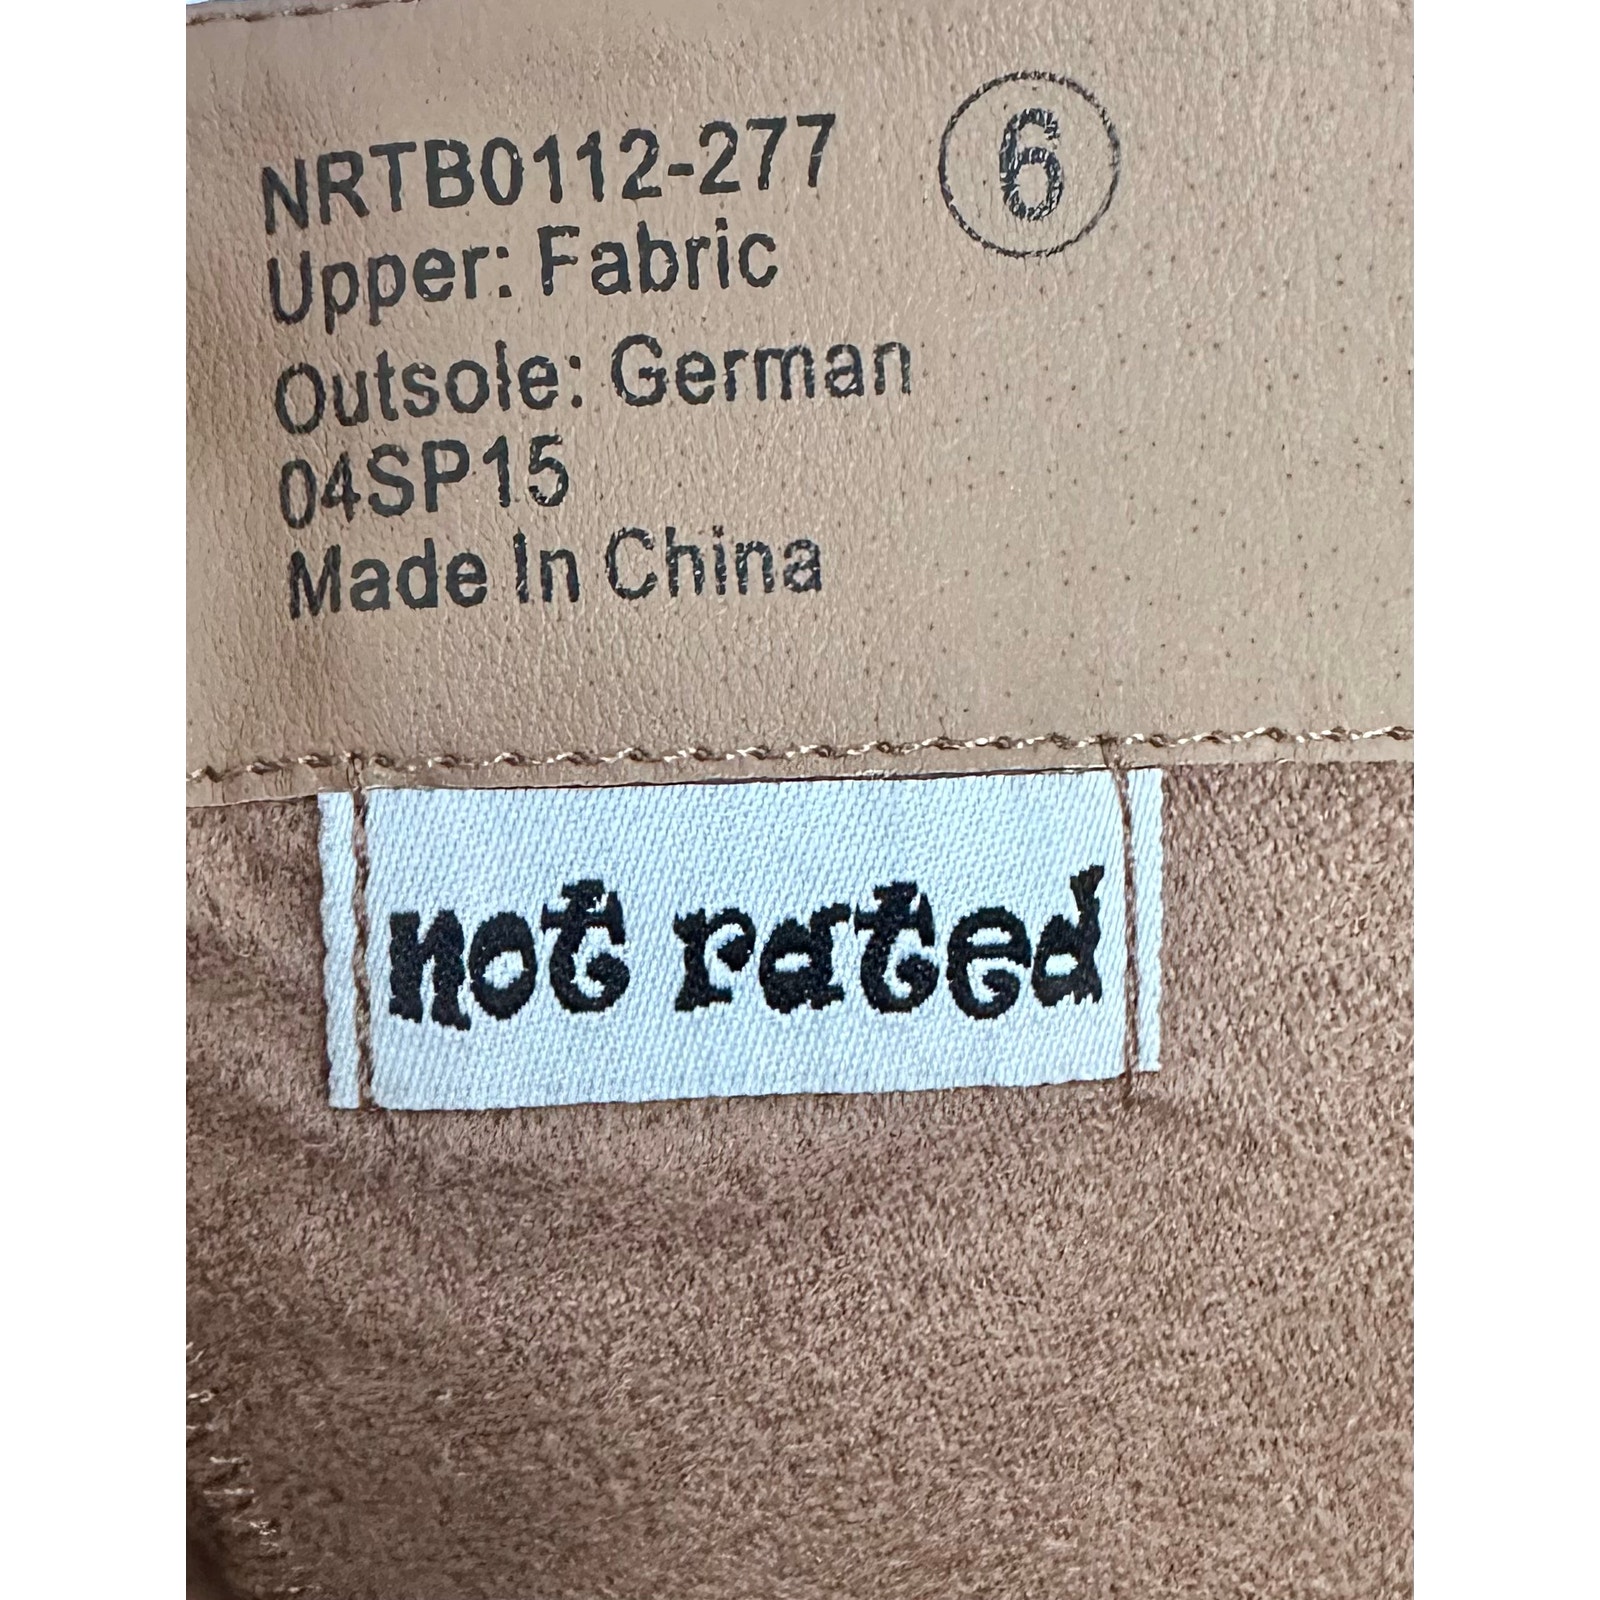 NRTB0112-277 6
Upper: Fabric
Outsole: German
04SP15
Made In China
not rated